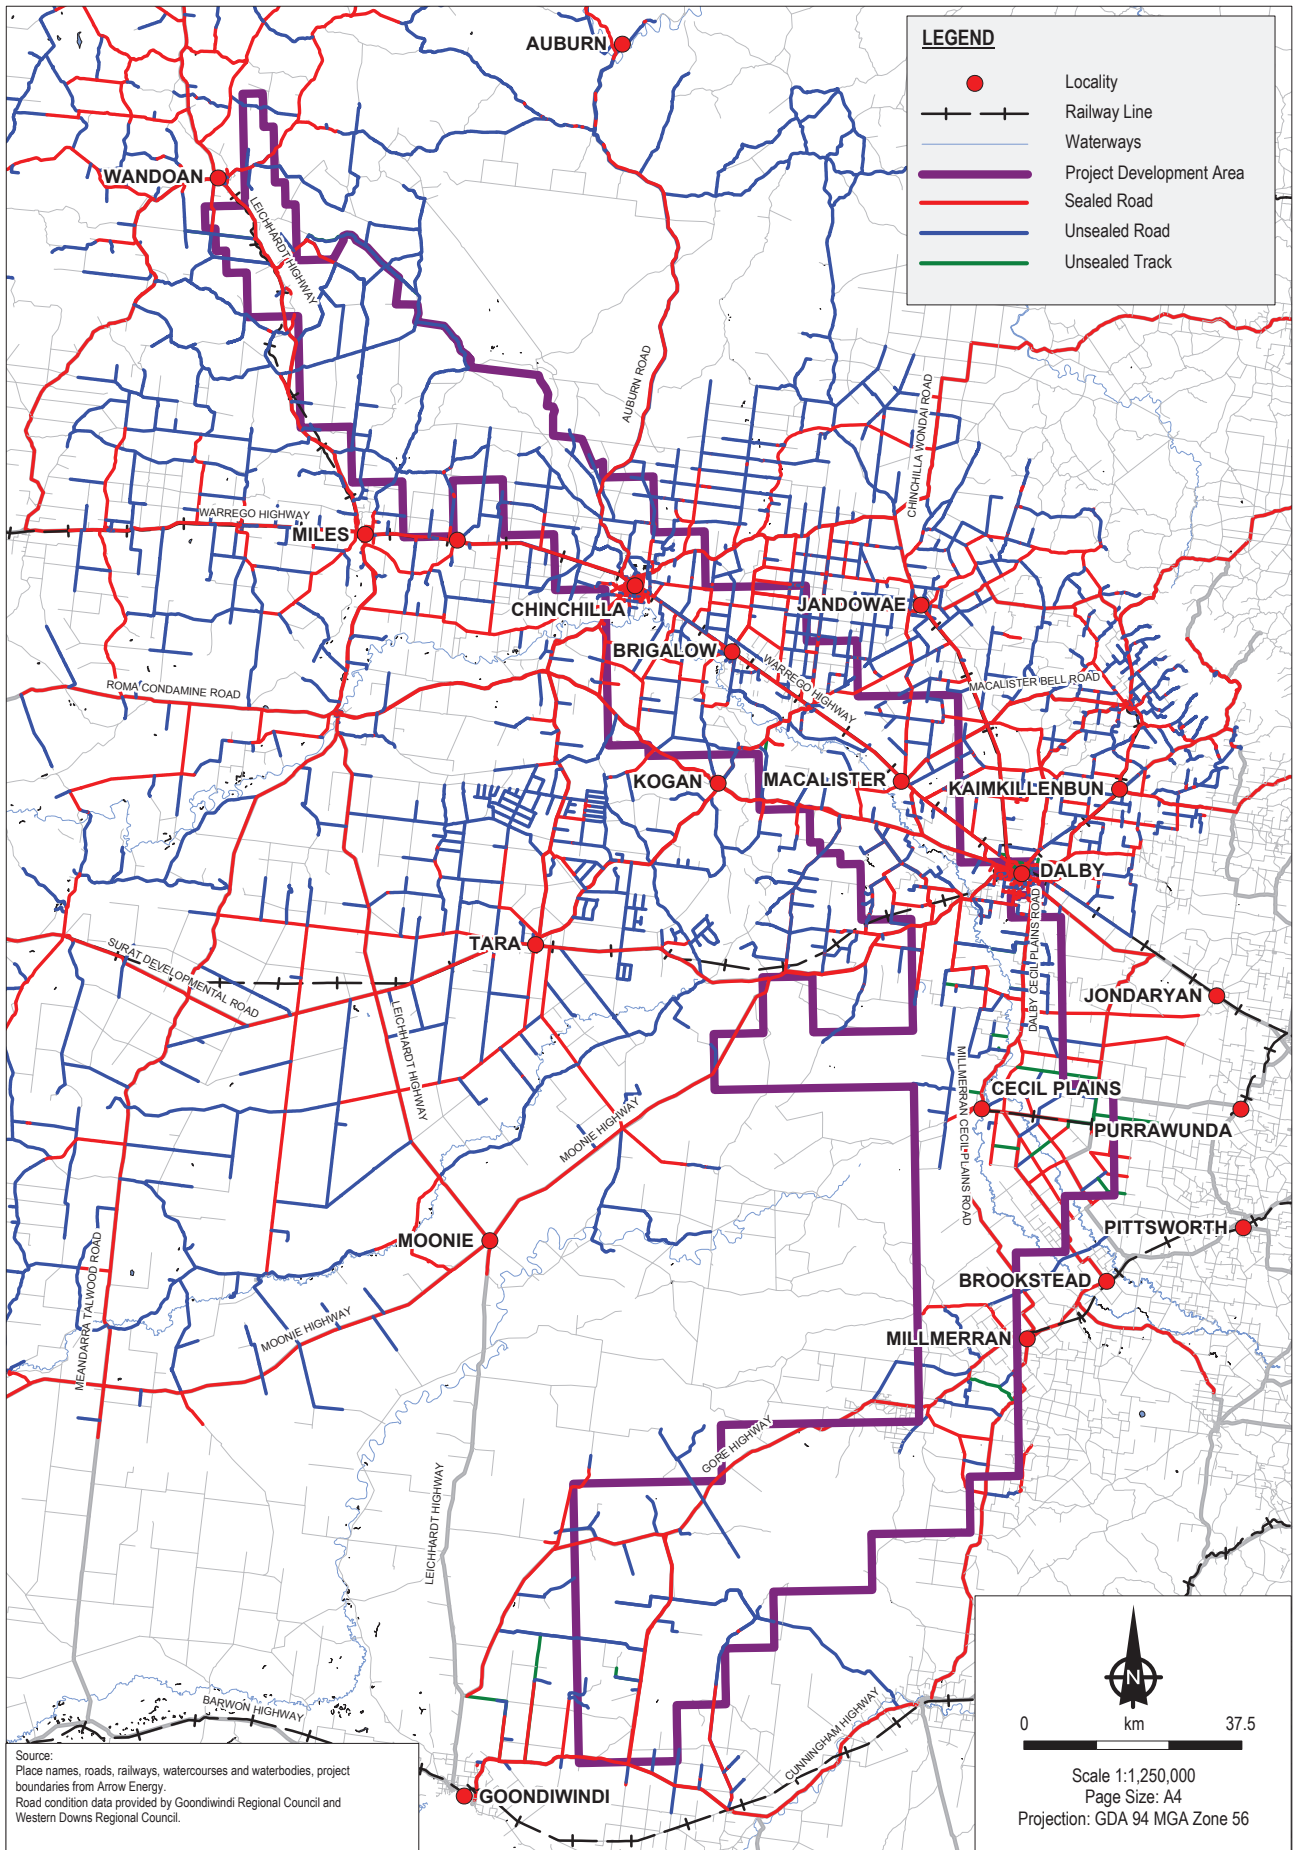 AUBURN
LEGEND
Locality
Railway Line
Waterways
Project Development Area
Sealed Road
Unsealed Road
Unsealed Track
WANDOAN
LEICHHARDT HIGHWAY
AUBURN ROAD
CHINCHILLA WONDAI ROAD
WARREGO HIGHWAY
MILES
CHINCHILLA
JANDOWAE
BRIGALOW
WARREGO HIGHWAY
MACALISTER BELL ROAD
ROMA CONDAMINE ROAD
KOGAN
MACALISTER
KAIMKILLENBUN
DALBY
DALBY CECIL PLAINS ROAD
TARA
SURAT DEVELOPMENTAL ROAD
LEICHHARDT HIGHWAY
JONDARYAN
MILLMERRAN CECIL PLAINS ROAD
CECIL PLAINS
PURRAWUNDA
MOONIE HIGHWAY
PITTSWORTH
MOONIE
BROOKSTEAD
MEANDARRA TALWOOD ROAD
MOONIE HIGHWAY
MILLMERRAN
GORE HIGHWAY
LEICHHARDT HIGHWAY
BARWON HIGHWAY
CUNNINGHAM HIGHWAY
GOONDIWINDI
N
0 km 37.5
Scale 1:1,250,000
Page Size: A4
Projection: GDA 94 MGA Zone 56
Source:
Place names, roads, railways, watercourses and waterbodies, project
boundaries from Arrow Energy.
Road condition data provided by Goondiwindi Regional Council and
Western Downs Regional Council.